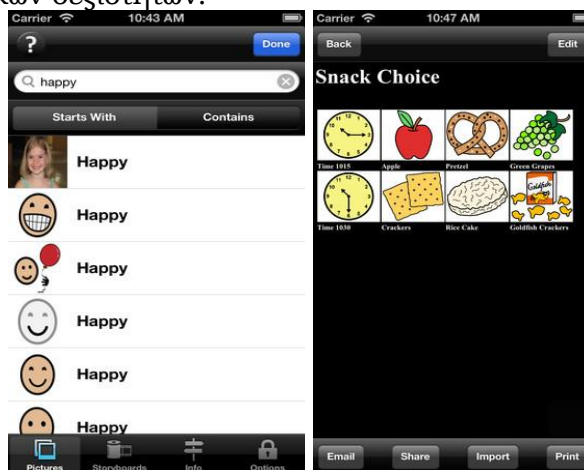 δεξιοτήτων.
Carrier 10:43 AM
?
Done
happy
Starts With Contains
Happy
Happy
Happy
Happy
Happy
Happy
Pictures Storyboards Info Options
Carrier 10:47 AM
Back Edit
Snack Choice
Time 1015 Apple Pretzel Green Grapes
Goldfish
Time 1030 Crackers Rice Cake Goldfish Crackers
Email Share Import Print